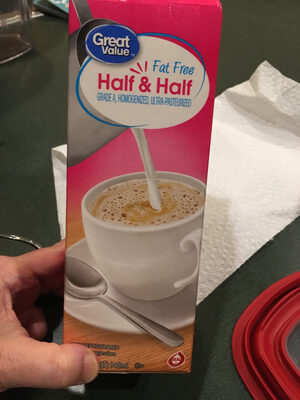 Great
Value
Fat Free
Half & Half
GRADE A, HOMOGENIZED, ULTRA-PASTEURIZED